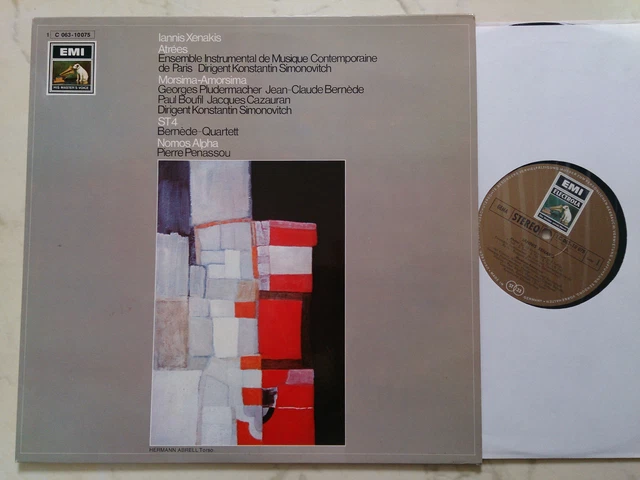 1 C 063-10075
EMI
HIS MASTER'S VOICE
Iannis Xenakis
Atrées
Ensemble Instrumental de Musique Contemporaine
de Paris Dirigent Konstantin Simonovitch
Morsima-Amorsima
Georges Pludermacher Jean-Claude Bernède
Paul Boufil Jacques Cazauran
Dirigent Konstantin Simonovitch
ST 4
Bernède-Quartett
Nomos Alpha
Pierre Penassou
HERMANN AGRELL
EMI
ELECTROLA
STEREO